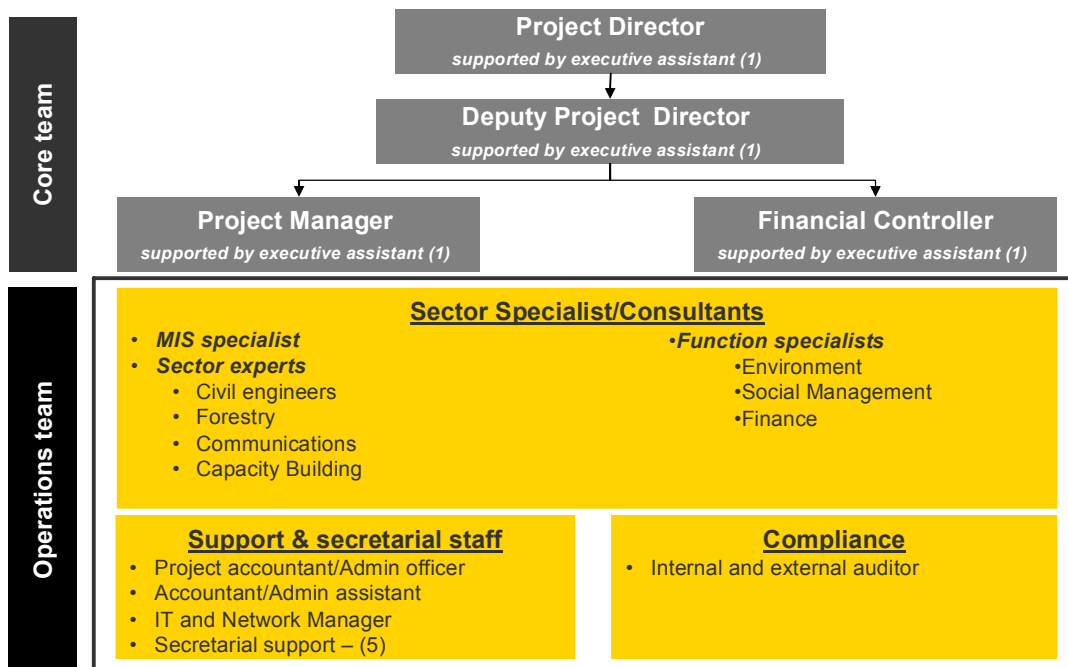 Core team
Project Director
supported by executive assistant (1)
Deputy Project  Director
supported by executive assistant (1)
Project Manager
supported by executive assistant (1)
Financial Controller
supported by executive assistant (1)
Operations team
Sector Specialist/Consultants
• MIS specialist
• Sector experts
• Civil engineers
• Forestry
• Communications
• Capacity Building
•Function specialists
•Environment
•Social Management
•Finance
Support & secretarial staff
• Project accountant/Admin officer
• Accountant/Admin assistant
• IT and Network Manager
• Secretarial support – (5)
Compliance
• Internal and external auditor